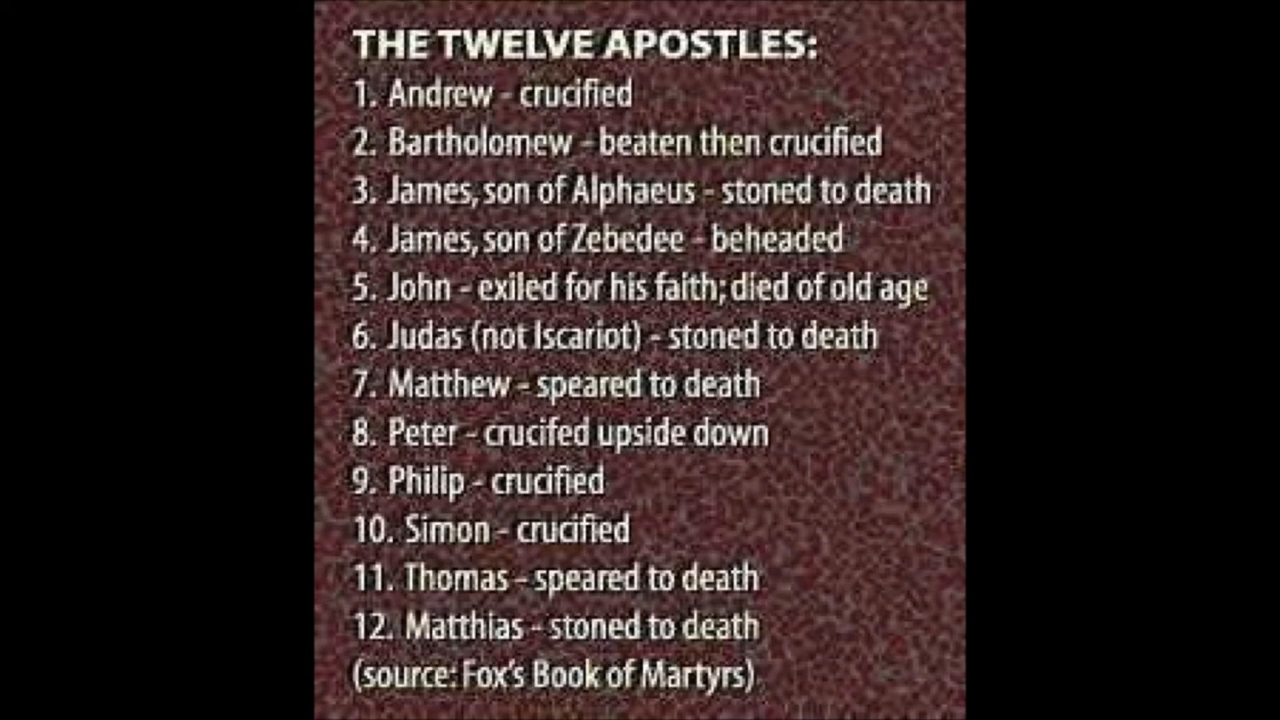 THE TWELVE APOSTLES:
1. Andrew - crucified
2. Bartholomew - beaten then crucified
3. James, son of Alphaeus - stoned to death
4. James, son of Zebedee - beheaded
5. John - exiled for his faith; died of old age
6. Judas (not Iscariot) - stoned to death
7. Matthew - speared to death
8. Peter - crucifed upside down
9. Philip - crucified
10. Simon - crucified
11. Thomas - speared to death
12. Matthias - stoned to death
(source: Fox's Book of Martyrs)